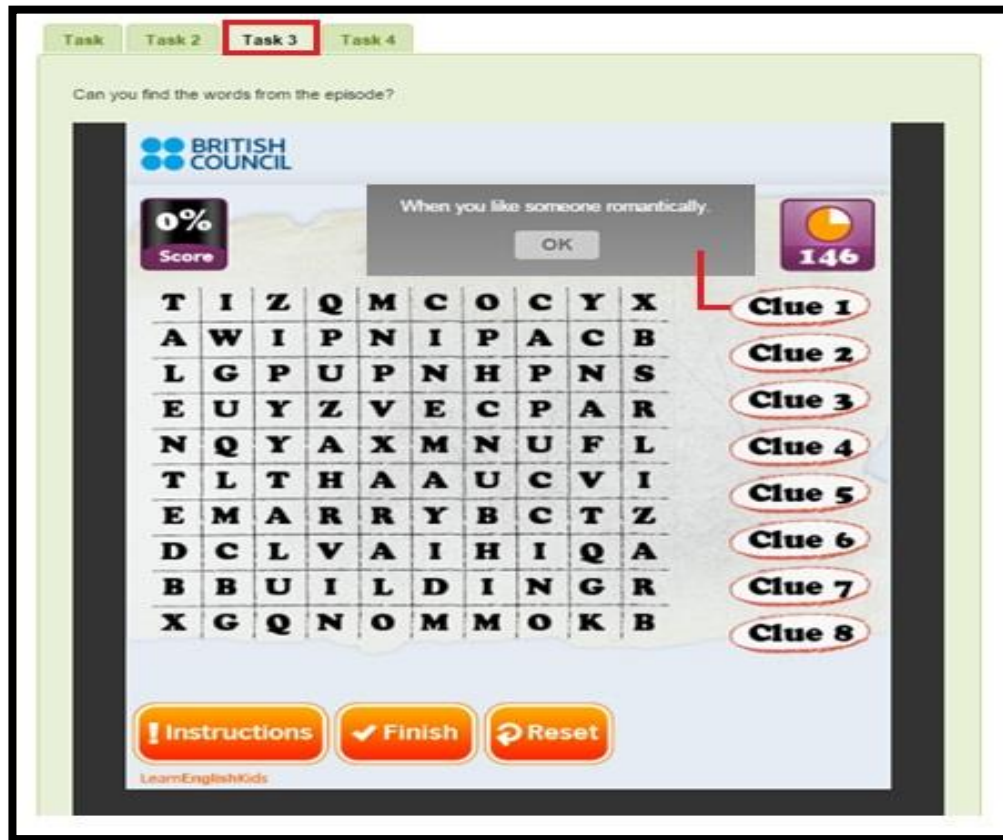 Task Task 2 Task 3 Task 4
Can you find the words from the episode?
BRITISH
COUNCIL
When you like someone romantically.
OK
0%
Score
146
T I Z Q M C O C Y X
A W I P N I P A C B
L G P U P N H P N S
E U Y Z V E C P A R
N Q Y A X M N U F L
T L T H A A U C V I
E M A R R Y B C T Z
D C L V A I H I Q A
B B U I L D I N G R
X G Q N O M M O K B
Clue 1
Clue 2
Clue 3
Clue 4
Clue 5
Clue 6
Clue 7
Clue 8
! Instructions Finish Reset
LearnEnglishKids